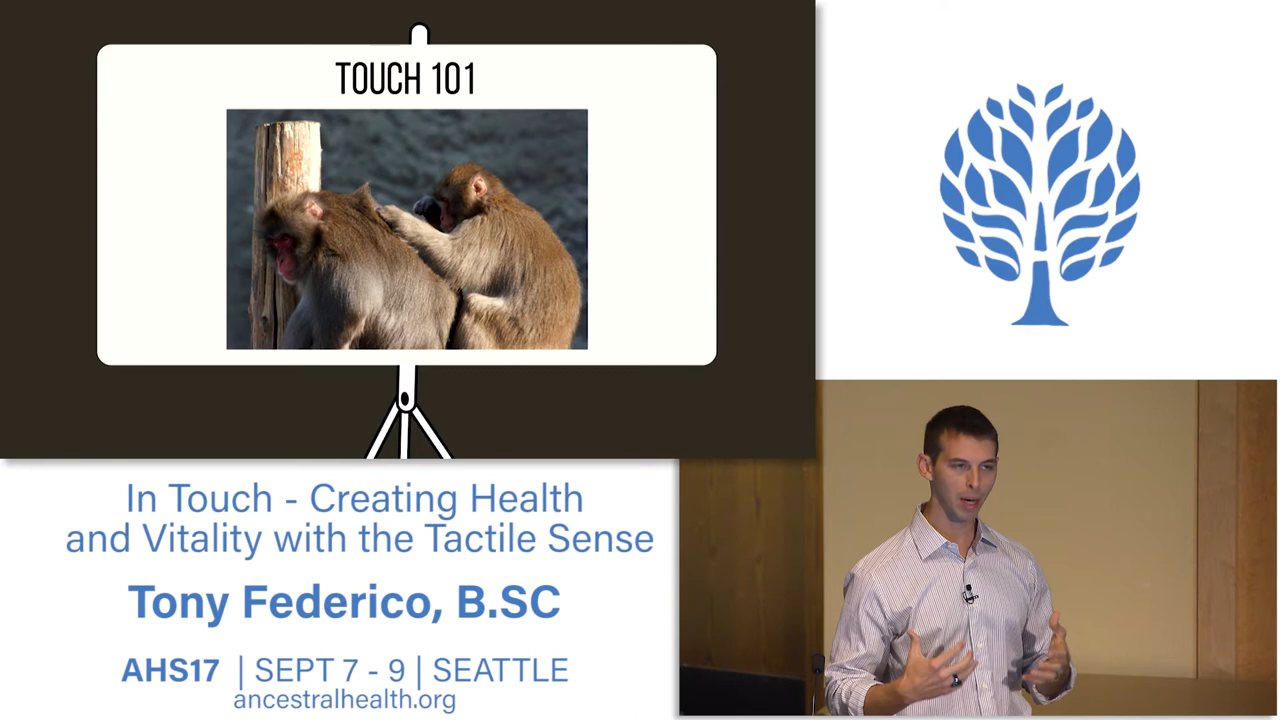 TOUCH 101
In Touch - Creating Health
and Vitality with the Tactile Sense
Tony Federico, B.SC
AHS17 | SEPT 7 - 9 | SEATTLE
ancestralhealth.org